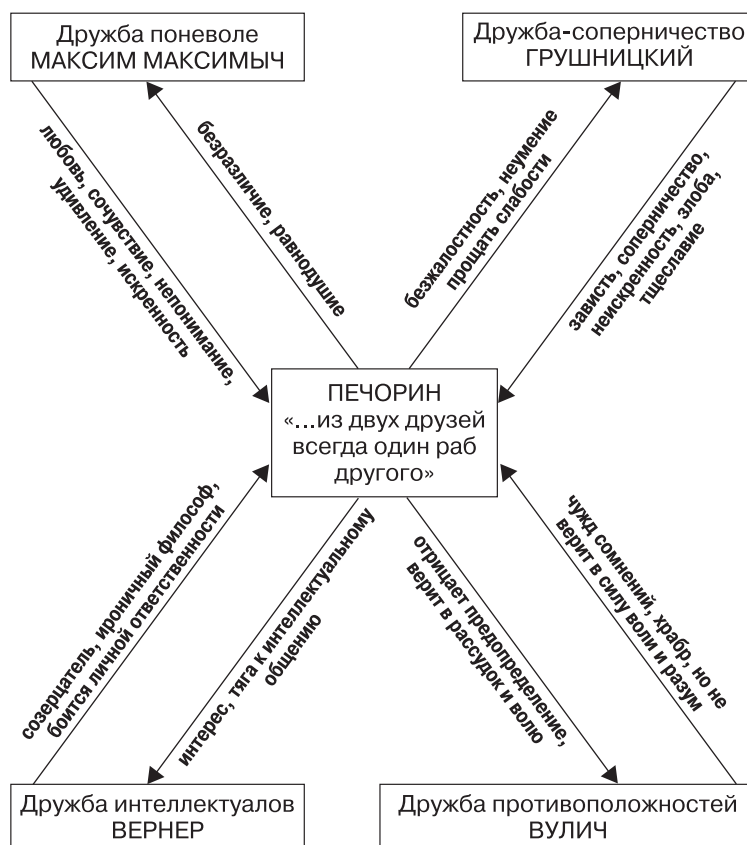 Дружба поневоле
МАКСИМ МАКСИМЫЧ
Дружба-соперничество
ГРУШНИЦКИЙ
любовь, сочувствие, непонимание,
удивление, искренность
безразличие, равнодушие
безжалостность, неумение
прощать слабости
зависть, соперничество,
неискренность, злоба,
тщеславие
ПЕЧОРИН
«...из двух друзей
всегда один раб
другого»
созерцатель, ироничный философ,
боится личной ответственности
интерес, тяга к интеллектуальному
общению
отрицает предопределение,
верит в рассудок и волю
чужд сомнений, храбр, но не
верит в силу воли и разум
Дружба интеллектуалов
ВЕРНЕР
Дружба противоположностей
ВУЛИЧ